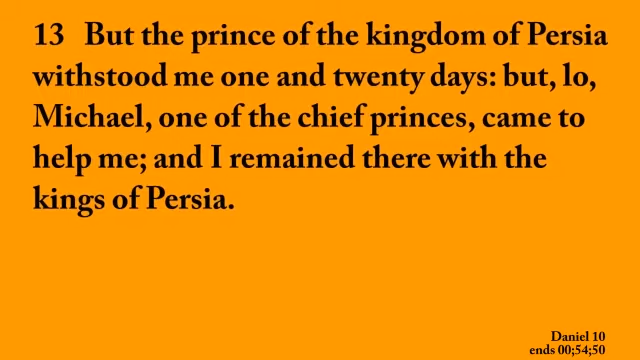 13 But the prince of the kingdom of Persia
withstood me one and twenty days: but, lo,
Michael, one of the chief princes, came to
help me; and I remained there with the
kings of Persia.
Daniel 10
ends 00;54;50